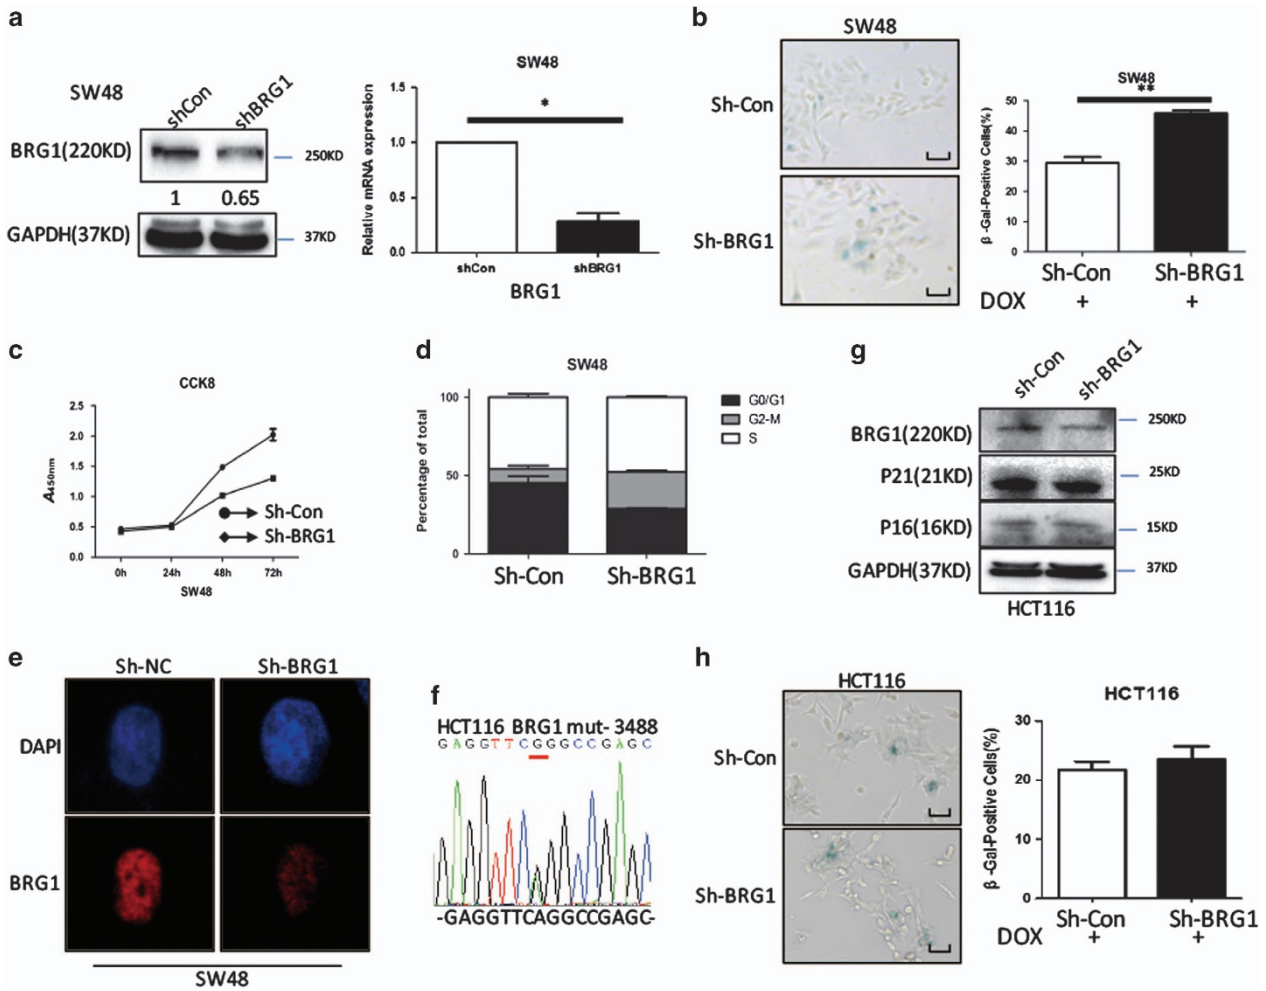 a
SW48
shCon
shBRG1
BRG1(220KD)
250KD
1 0.65
GAPDH(37KD)
37KD
SW48
Relative mRNA expression
1.5
1.0
0.5
0.0
*
shCon shBRG1
BRG1
b
SW48
Sh-Con
Sh-BRG1
SW48
**
β -Gal-Positive Cells(%)
50
40
30
20
10
0
Sh-Con Sh-BRG1
DOX + +
c
CCK8
A450nm
2.5
2.0
1.5
1.0
0.5
0.0
Sh-Con
Sh-BRG1
0h 24h 48h 72h
SW48
d
SW48
Percentage of total
100
50
0
G0/G1
G2-M
S
Sh-Con Sh-BRG1
g
sh-Con
sh-BRG1
BRG1(220KD)
250KD
P21(21KD)
25KD
P16(16KD)
15KD
GAPDH(37KD)
37KD
HCT116
e
Sh-NC Sh-BRG1
DAPI
BRG1
SW48
f
HCT116 BRG1 mut- 3488
G A G G T T C G G G C C G A G C
-GAGGTTCAGGCCGAGC-
h
HCT116
Sh-Con
Sh-BRG1
HCT116
β -Gal-Positive Cells(%)
30
20
10
0
Sh-Con Sh-BRG1
DOX + +